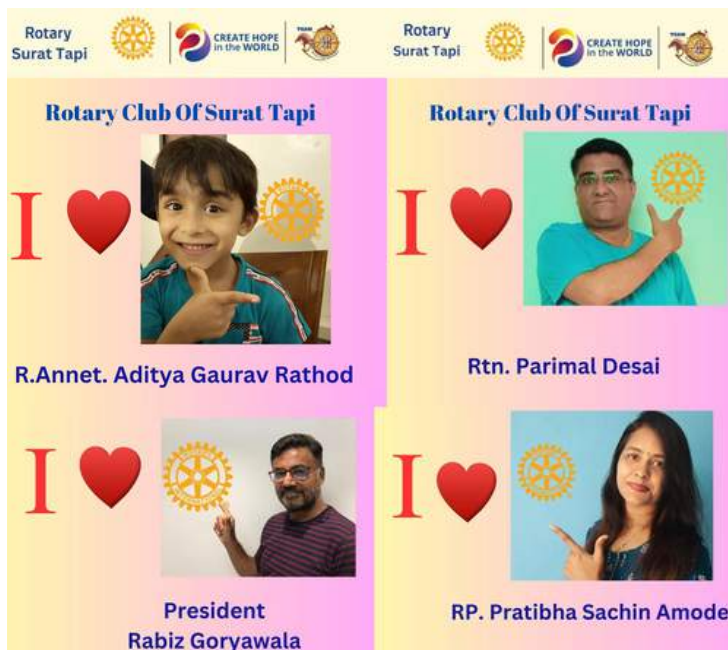 Rotary
Surat Tapi
CREATE HOPE
in the WORLD
TEAM
Rotary
Surat Tapi
CREATE HOPE
in the WORLD
TEAM
Rotary Club Of Surat Tapi
Rotary Club Of Surat Tapi
I
I
R.Annet. Aditya Gaurav Rathod
Rtn. Parimal Desai
I
I
President
Rabiz Goryawala
RP. Pratibha Sachin Amode